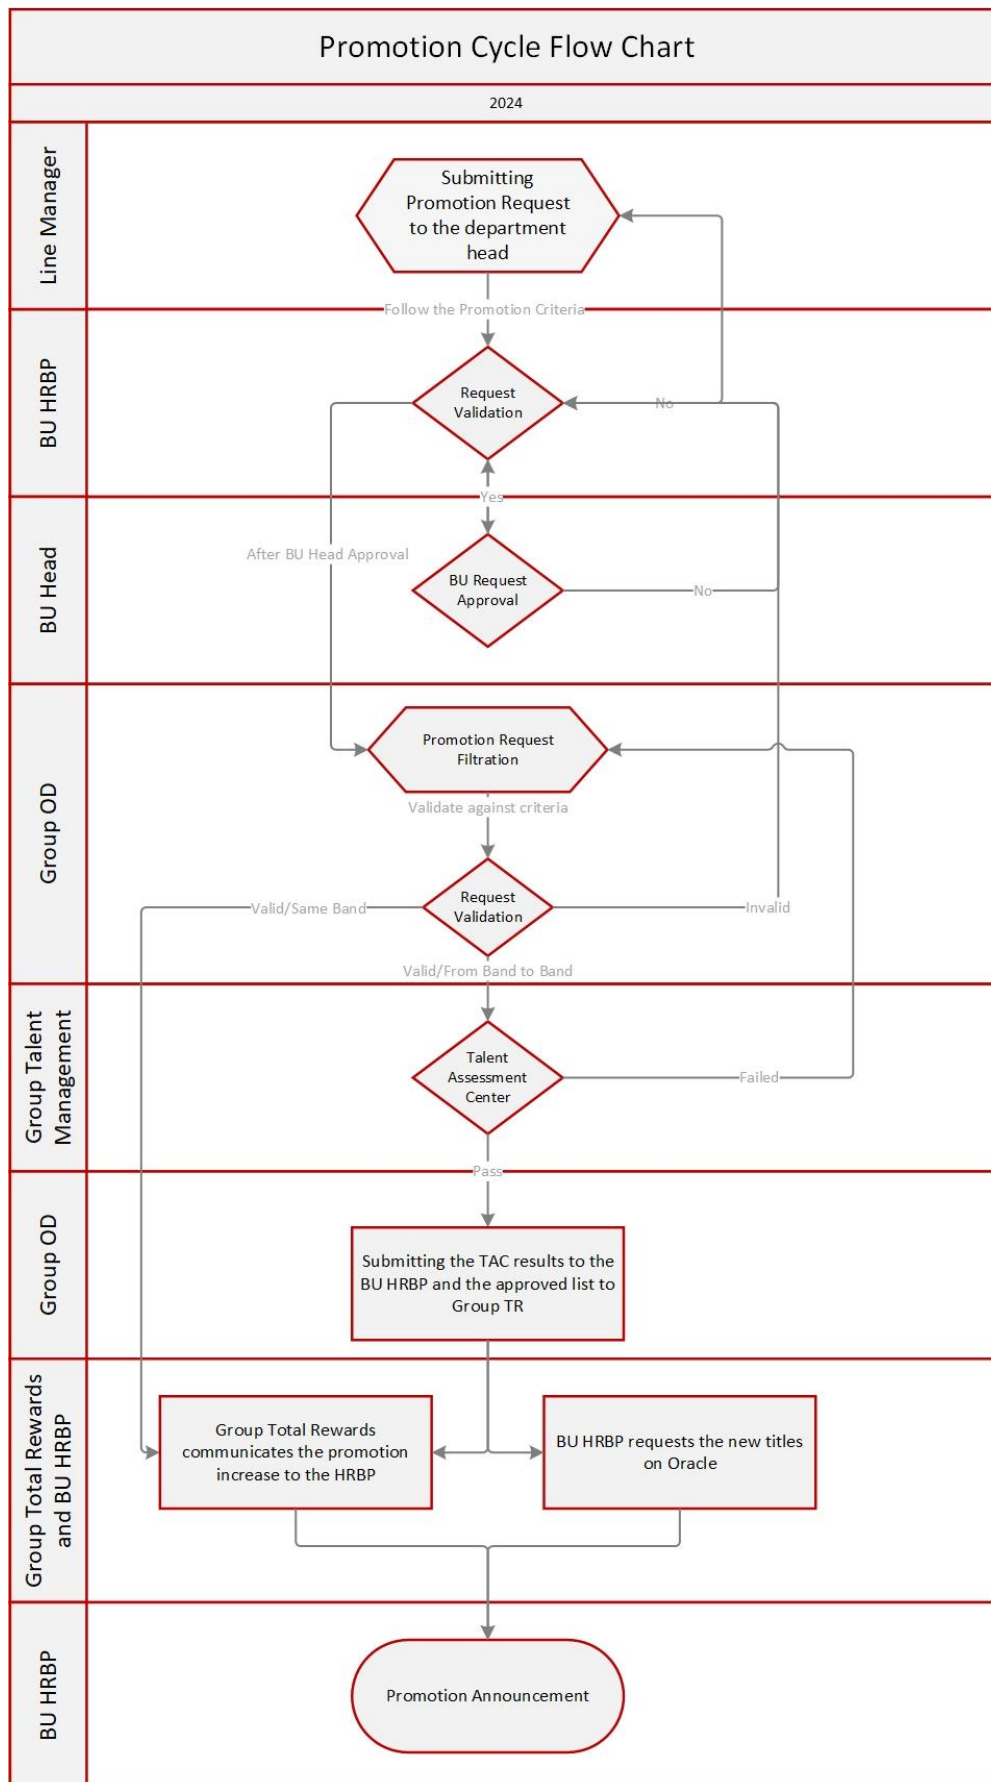 Promotion Cycle Flow Chart
2024
Line Manager
Submitting
Promotion Request
to the department
head
Follow the Promotion Criteria
BU HRBP
Request
Validation
No
Yes
BU Head
After BU Head Approval
BU Request
Approval
No
Group OD
Promotion Request
Filtration
Validate against criteria
Valid/Same Band
Request
Validation
Invalid
Valid/From Band to Band
Group Talent
Management
Talent
Assessment
Center
Failed
Pass
Group OD
Submitting the TAC results to the
BU HRBP and the approved list to
Group TR
Group Total Rewards
and BU HRBP
Group Total Rewards
communicates the promotion
increase to the HRBP
BU HRBP requests the new titles
on Oracle
BU HRBP
Promotion Announcement